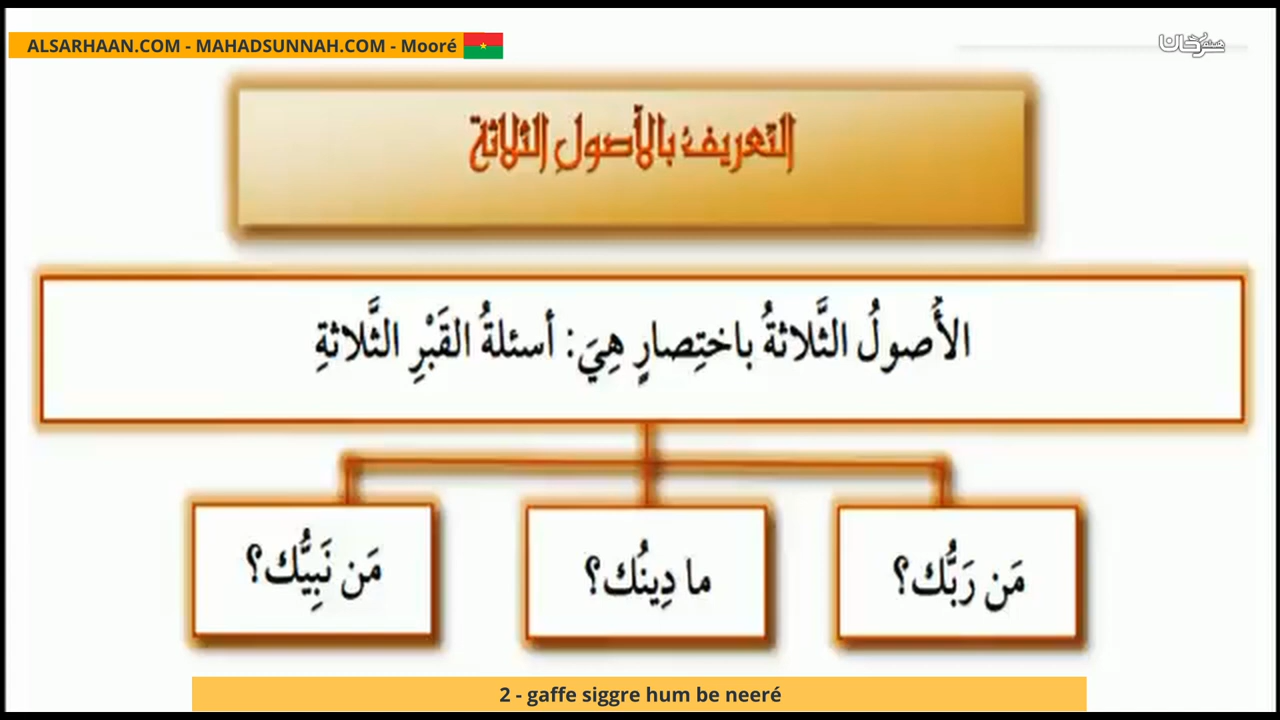 ALSARHAAN.COM - MAHADSUNNAH.COM - Mooré
التعريف بالأصول الثلاثة
الأُصولُ الثَّلاثةُ باختِصارٍ هِيَ: أسئلةُ القَبْرِ الثَّلاثةِ
مَن رَبُّك؟
ما دِينُك؟
مَن نَبِيُّك؟
2 - gaffe siggre hum be neeré